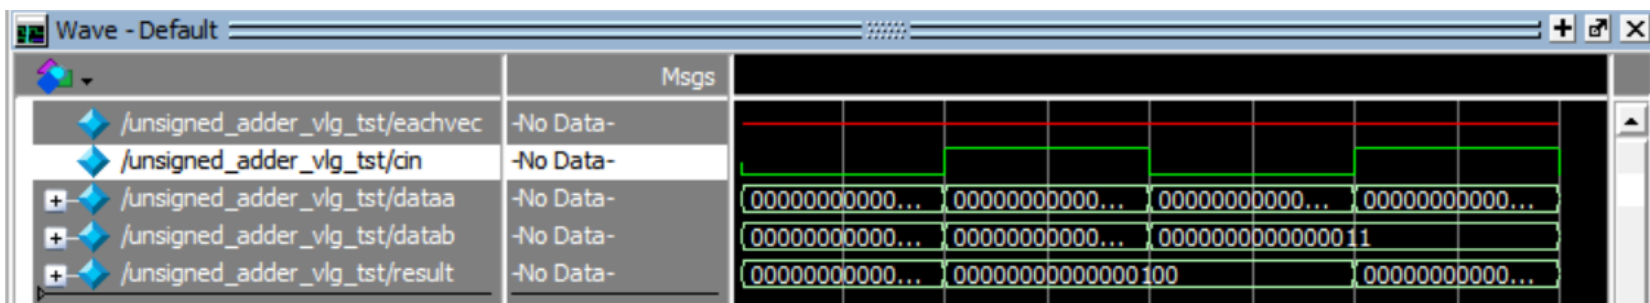 Wave - Default
Msgs
/unsigned_adder_vlg_tst/eachvec -No Data-
/unsigned_adder_vlg_tst/cin -No Data-
/unsigned_adder_vlg_tst/dataa -No Data- 00000000000... 00000000000... 00000000000... 00000000000...
/unsigned_adder_vlg_tst/datab -No Data- 00000000000... 00000000000... 0000000000000011
/unsigned_adder_vlg_tst/result -No Data- 00000000000... 00000000000000100 00000000000...